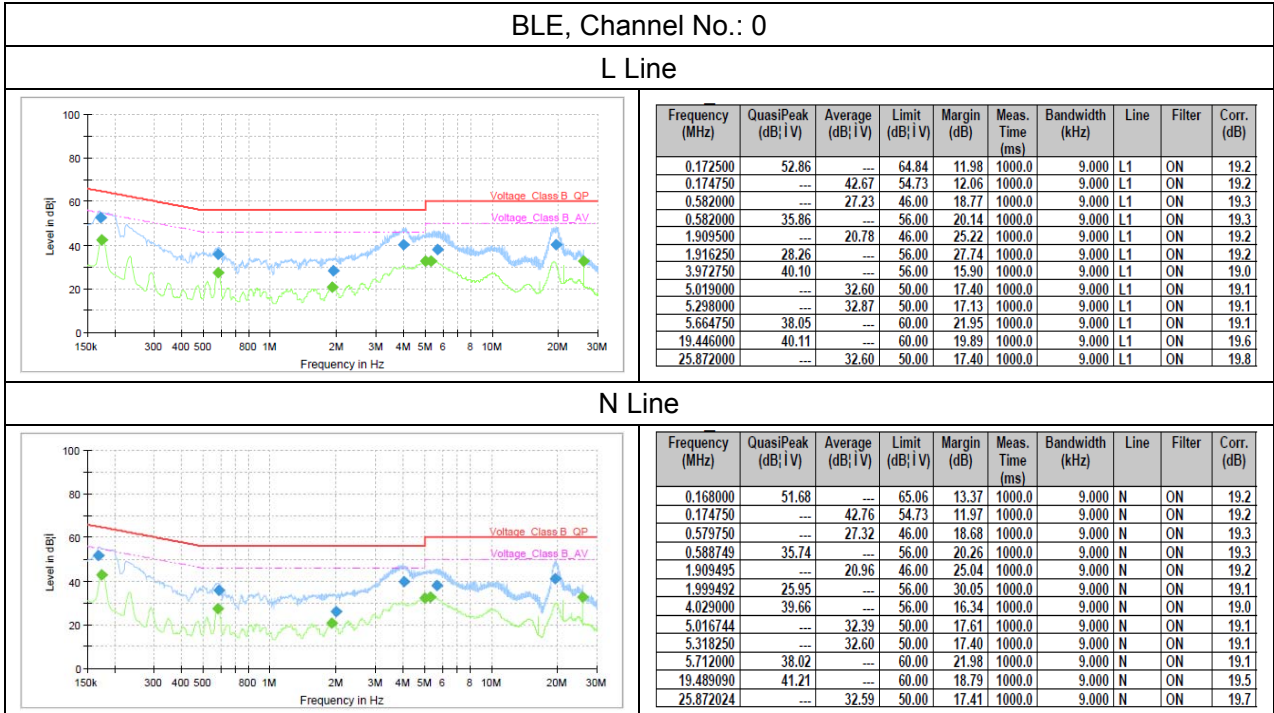 BLE, Channel No.: 0
L Line
100
80
60
40
20
0
Level in dBµ
Voltage_Class B_QP
Voltage_Class B_AV
150k 300 400 500 800 1M 2M 3M 4M 5M 6 8 10M 20M 30M
Frequency in Hz
Frequency (MHz) QuasiPeak (dB¦ÌV) Average (dB¦ÌV) Limit (dB¦ÌV) Margin (dB) Meas. Time (ms) Bandwidth (kHz) Line Filter Corr. (dB)
0.172500 52.86 --- 64.84 11.98 1000.0 9.000 L1 ON 19.2
0.174750 --- 42.67 54.73 12.06 1000.0 9.000 L1 ON 19.2
0.582000 --- 27.23 46.00 18.77 1000.0 9.000 L1 ON 19.3
0.582000 35.86 --- 56.00 20.14 1000.0 9.000 L1 ON 19.3
1.909500 --- 20.78 46.00 25.22 1000.0 9.000 L1 ON 19.2
1.916250 28.26 --- 56.00 27.74 1000.0 9.000 L1 ON 19.2
3.972750 40.10 --- 56.00 15.90 1000.0 9.000 L1 ON 19.0
5.019000 --- 32.60 50.00 17.40 1000.0 9.000 L1 ON 19.1
5.298000 --- 32.87 50.00 17.13 1000.0 9.000 L1 ON 19.1
5.664750 38.05 --- 60.00 21.95 1000.0 9.000 L1 ON 19.1
19.446000 40.11 --- 60.00 19.89 1000.0 9.000 L1 ON 19.6
25.872000 --- 32.60 50.00 17.40 1000.0 9.000 L1 ON 19.8
N Line
100
80
60
40
20
0
Level in dBµ
Voltage_Class B_QP
Voltage_Class B_AV
150k 300 400 500 800 1M 2M 3M 4M 5M 6 8 10M 20M 30M
Frequency in Hz
Frequency (MHz) QuasiPeak (dB¦ÌV) Average (dB¦ÌV) Limit (dB¦ÌV) Margin (dB) Meas. Time (ms) Bandwidth (kHz) Line Filter Corr. (dB)
0.168000 51.68 --- 65.06 13.37 1000.0 9.000 N ON 19.2
0.174750 --- 42.76 54.73 11.97 1000.0 9.000 N ON 19.2
0.579750 --- 27.32 46.00 18.68 1000.0 9.000 N ON 19.3
0.588749 35.74 --- 56.00 20.26 1000.0 9.000 N ON 19.3
1.909495 --- 20.96 46.00 25.04 1000.0 9.000 N ON 19.2
1.999492 25.95 --- 56.00 30.05 1000.0 9.000 N ON 19.1
4.029000 39.66 --- 56.00 16.34 1000.0 9.000 N ON 19.0
5.016744 --- 32.39 50.00 17.61 1000.0 9.000 N ON 19.1
5.318250 --- 32.60 50.00 17.40 1000.0 9.000 N ON 19.1
5.712000 38.02 --- 60.00 21.98 1000.0 9.000 N ON 19.1
19.489090 41.21 --- 60.00 18.79 1000.0 9.000 N ON 19.5
25.872024 --- 32.59 50.00 17.41 1000.0 9.000 N ON 19.7